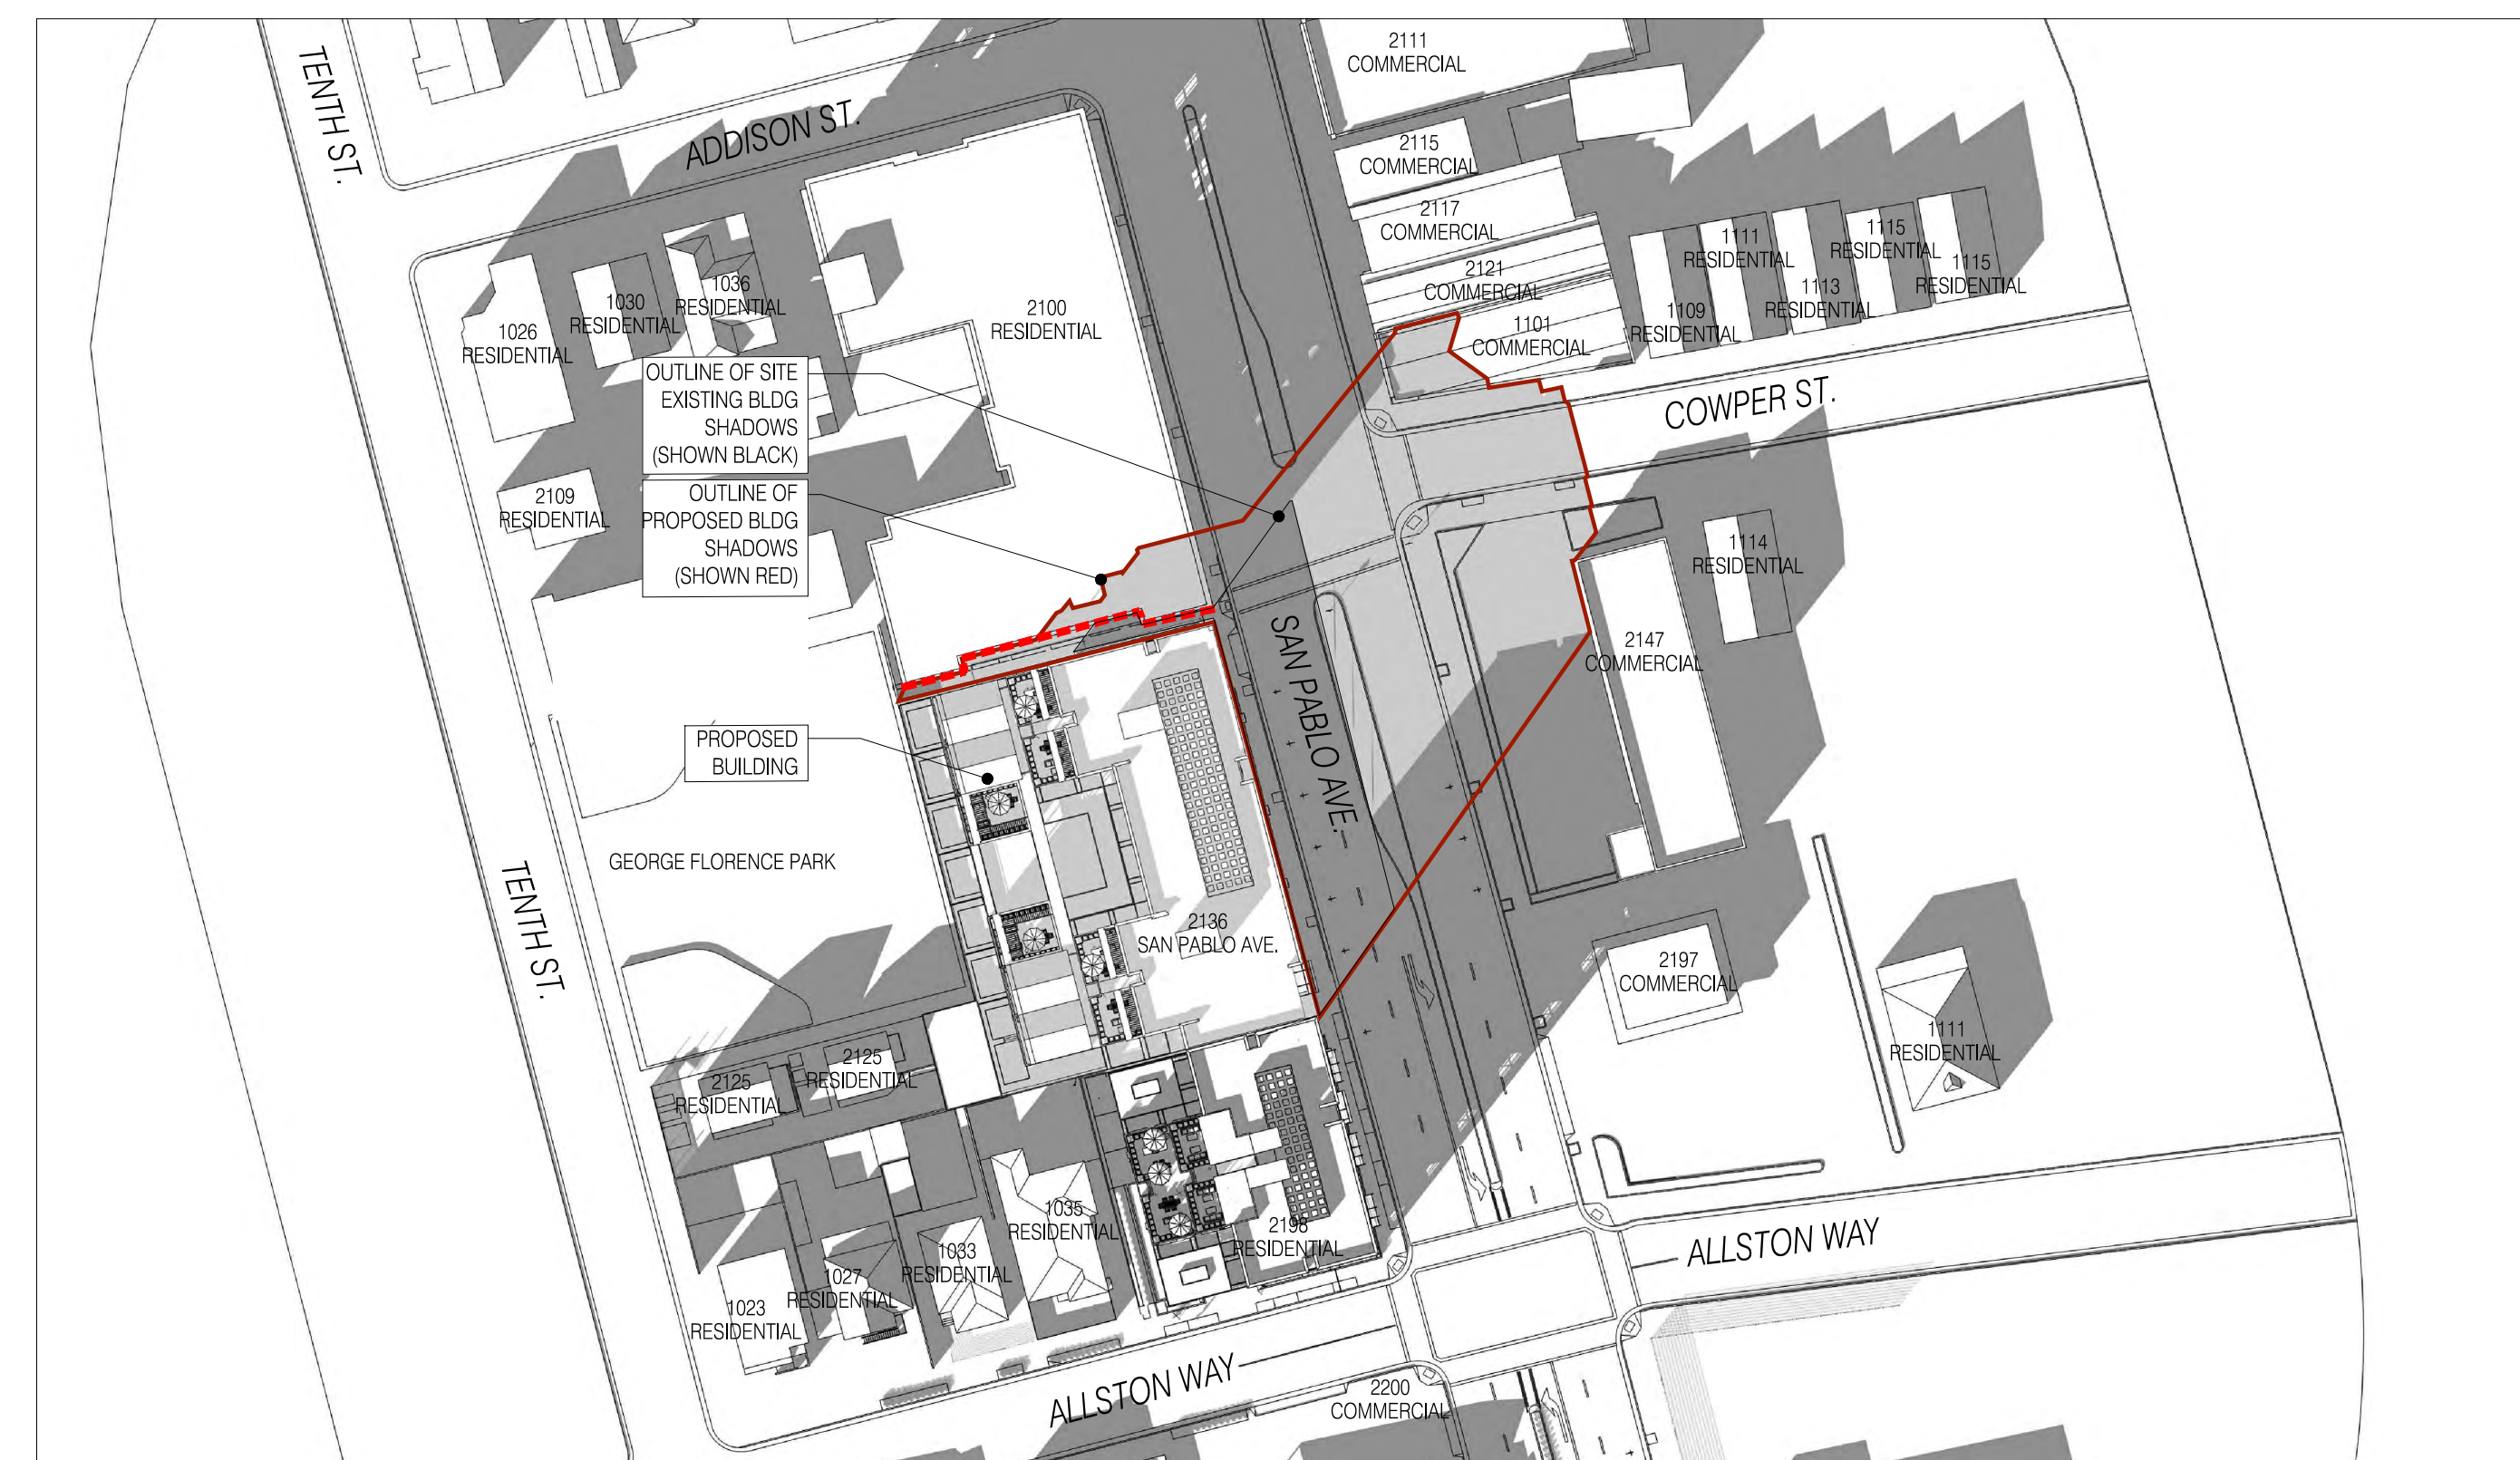 TENTH ST.
ADDISON ST.
2111
COMMERCIAL
2115
COMMERCIAL
2117
COMMERCIAL
2121
COMMERCIAL
1101
COMMERCIAL
1109
RESIDENTIAL
1111
RESIDENTIAL
1113
RESIDENTIAL
1115
RESIDENTIAL
1115
RESIDENTIAL
1026
RESIDENTIAL
1030
RESIDENTIAL
1036
RESIDENTIAL
2100
RESIDENTIAL
OUTLINE OF SITE
EXISTING BLDG
SHADOWS
(SHOWN BLACK)
COWPER ST.
2109
RESIDENTIAL
OUTLINE OF
PROPOSED BLDG
SHADOWS
(SHOWN RED)
1114
RESIDENTIAL
2147
COMMERCIAL
SAN PABLO AVE.
PROPOSED
BUILDING
GEORGE FLORENCE PARK
TENTH ST.
2136
SAN PABLO AVE.
2197
COMMERCIAL
1111
RESIDENTIAL
2125
RESIDENTIAL
2125
RESIDENTIAL
1035
RESIDENTIAL
2198
RESIDENTIAL
1033
RESIDENTIAL
1027
RESIDENTIAL
1023
RESIDENTIAL
ALLSTON WAY
ALLSTON WAY
2200
COMMERCIAL